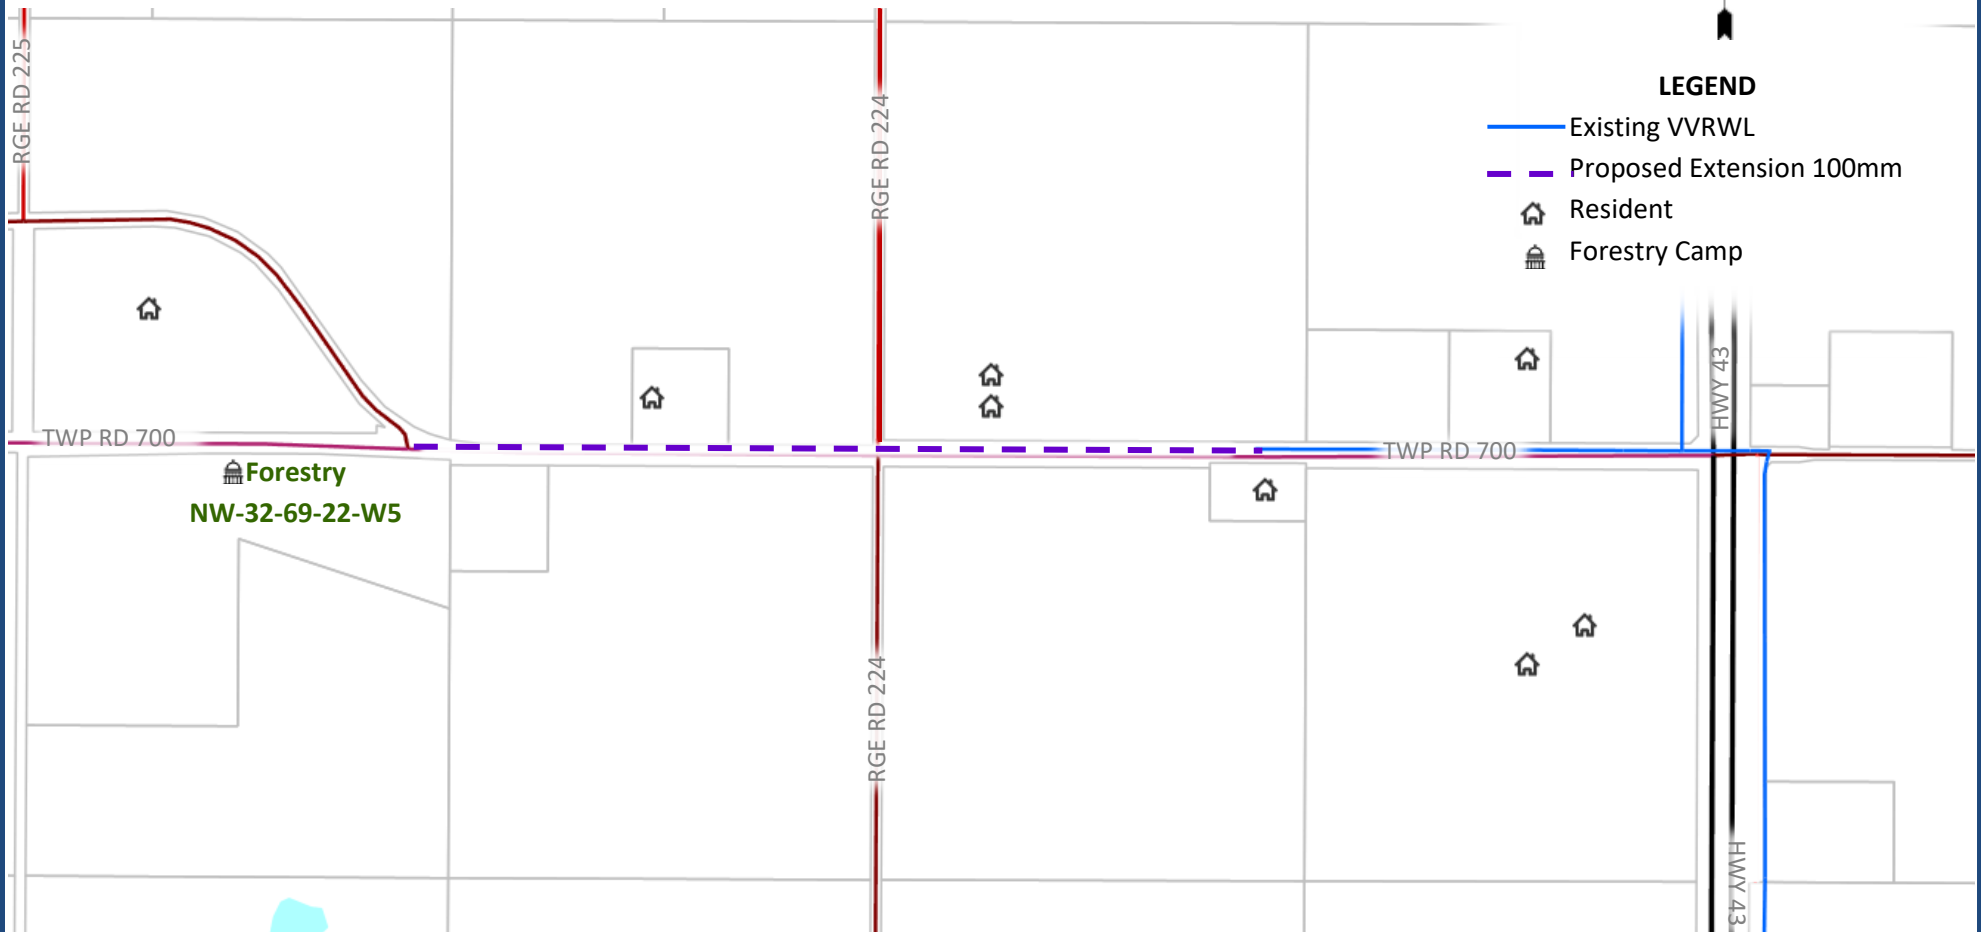 RGE RD 225
RGE RD 224
LEGEND
Existing VVRWL
Proposed Extension 100mm
Resident
Forestry Camp
HWY 43
TWP RD 700
TWP RD 700
Forestry
NW-32-69-22-W5
RGE RD 224
HWY 43